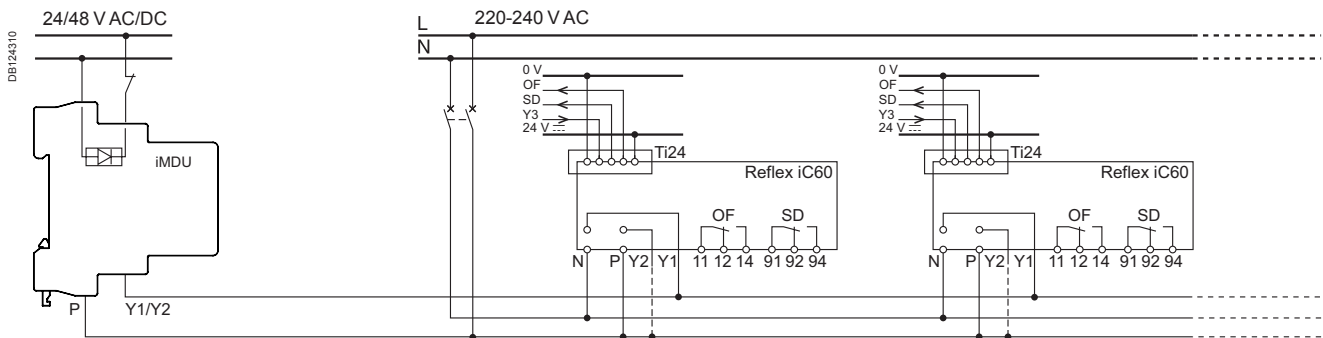 DB124310
24/48 V AC/DC
iMDU
P Y1/Y2
L 220-240 V AC
N
0 V
OF
SD
Y3
24 V ⎓
Ti24
Reflex iC60
OF SD
N P Y2 Y1 11 12 14 91 92 94
0 V
OF
SD
Y3
24 V ⎓
Ti24
Reflex iC60
OF SD
N P Y2 Y1 11 12 14 91 92 94